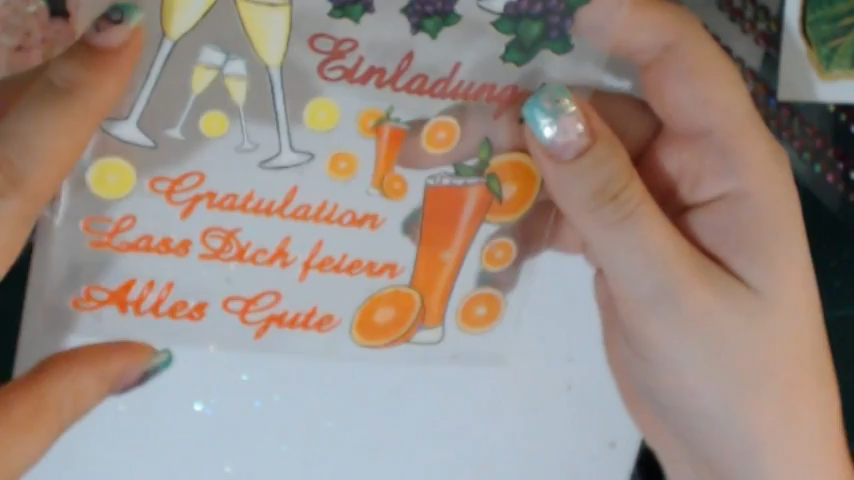 Einladung
Gratulation
Lass Dich feiern
Alles Gute